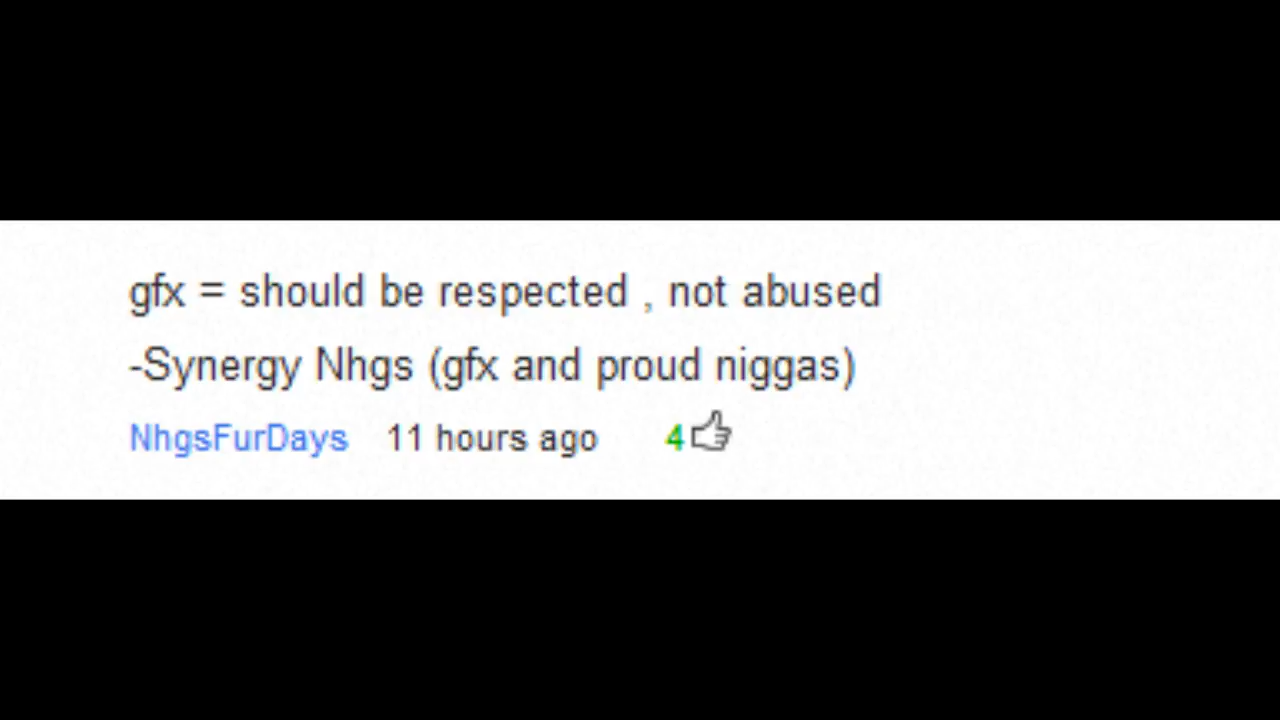 gfx = should be respected , not abused
-Synergy Nhgs (gfx and proud niggas)
NhgsFurDays 11 hours ago 4